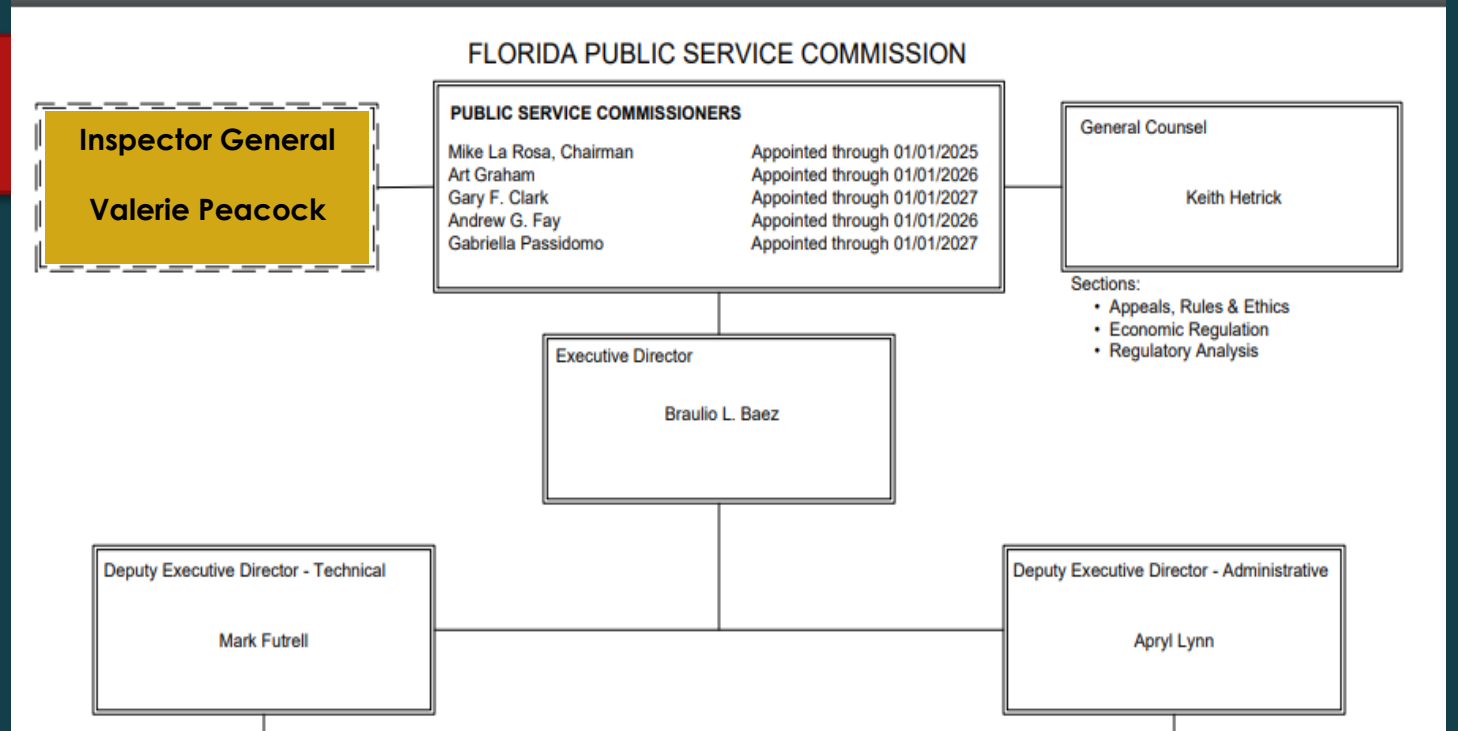 FLORIDA PUBLIC SERVICE COMMISSION
Inspector General
Valerie Peacock
PUBLIC SERVICE COMMISSIONERS
Mike La Rosa, Chairman Appointed through 01/01/2025
Art Graham Appointed through 01/01/2026
Gary F. Clark Appointed through 01/01/2027
Andrew G. Fay Appointed through 01/01/2026
Gabriella Passidomo Appointed through 01/01/2027
General Counsel
Keith Hetrick
Sections:
• Appeals, Rules & Ethics
• Economic Regulation
• Regulatory Analysis
Executive Director
Braulio L. Baez
Deputy Executive Director - Technical
Mark Futrell
Deputy Executive Director - Administrative
Apryl Lynn